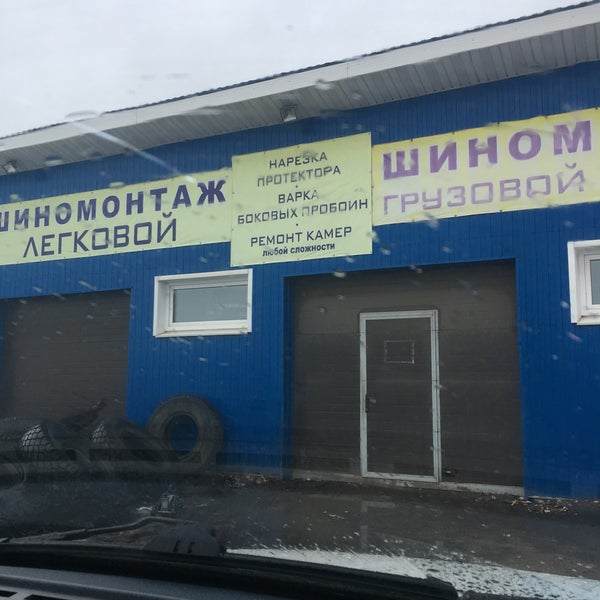 ШИНОМОНТАЖ
ЛЕГКОВОЙ
НАРЕЗКА
ПРОТЕКТОРА
•
ВАРКА
БОКОВЫХ ПРОБОИН
•
РЕМОНТ КАМЕР
ЛЮБОЙ СЛОЖНОСТИ
ШИНОМ
ГРУЗОВОЙ